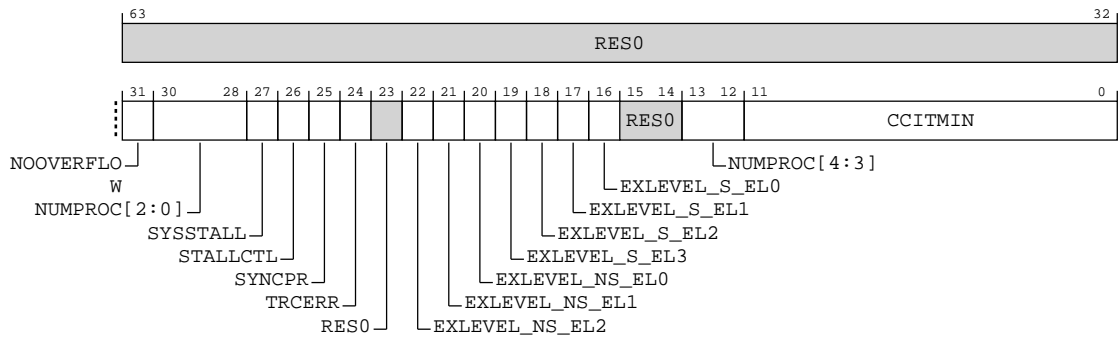 63 32
RES0
31 30 28 27 26 25 24 23 22 21 20 19 18 17 16 15 14 13 12 11 0
RES0 CCITMIN
NOOVERFLO NUMPROC[4:3]
W EXLEVEL_S_EL0
NUMPROC[2:0] EXLEVEL_S_EL1
SYSSTALL EXLEVEL_S_EL2
STALLCTL EXLEVEL_S_EL3
SYNCPR EXLEVEL_NS_EL0
TRCERR EXLEVEL_NS_EL1
RES0 EXLEVEL_NS_EL2